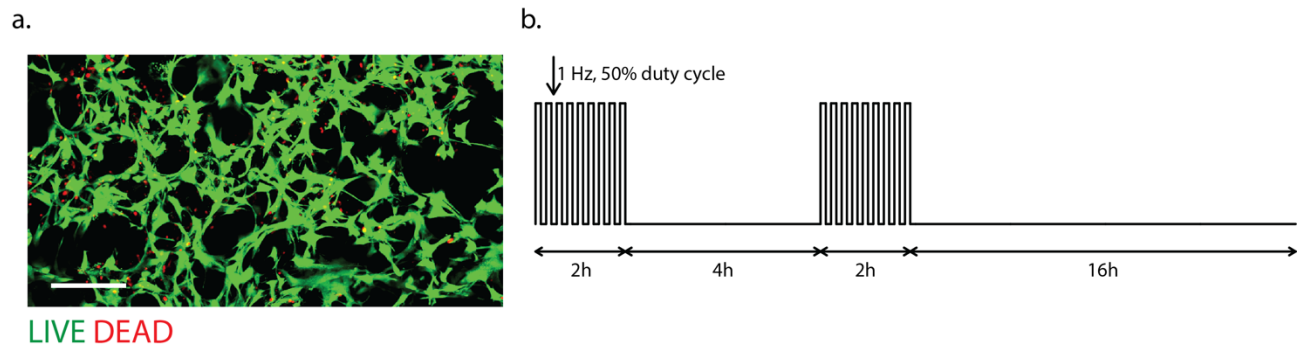 a.
LIVE DEAD
b.
1 Hz, 50% duty cycle
2h 4h 2h 16h